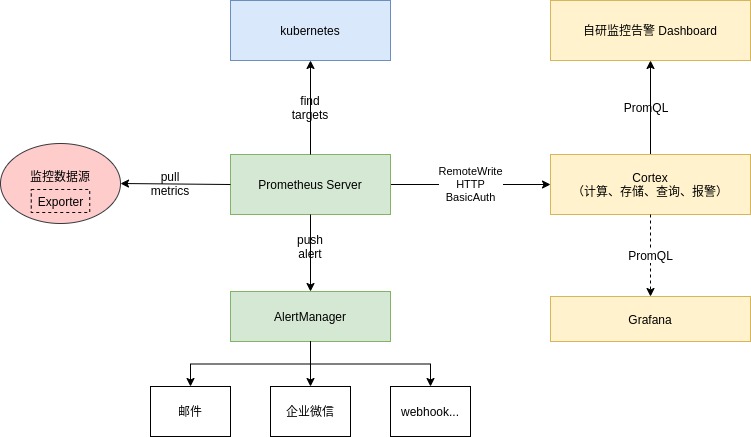 kubernetes
自研监控告警 Dashboard
find
targets
PromQL
监控数据源
Exporter
pull
metrics
Prometheus Server
RemoteWrite
HTTP
BasicAuth
Cortex
（计算、存储、查询、报警）
push
alert
PromQL
AlertManager
Grafana
邮件
企业微信
webhook...